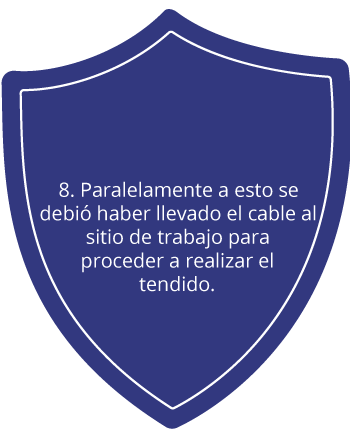 8. Paralelamente a esto se
debió haber llevado el cable al
sitio de trabajo para
proceder a realizar el
tendido.